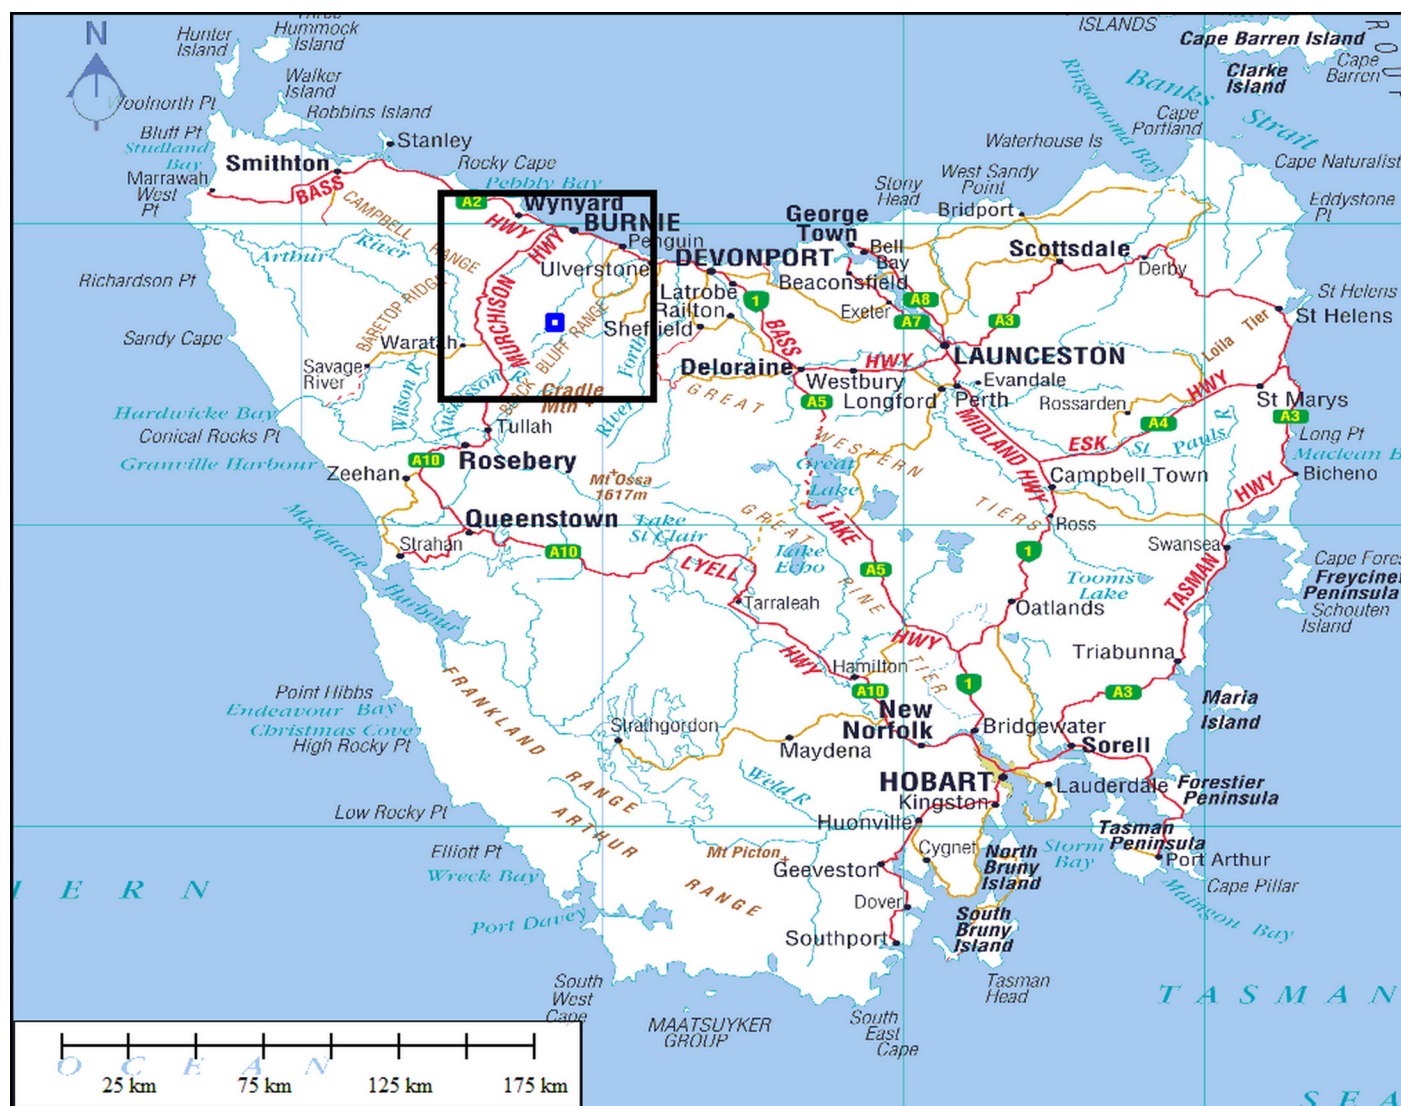 Hunter
Island
Hummock
Island
ISLANDS
Cape Barren Island
Cape
Barren
N
Walker
Island
Clarke
Island
Banks
Strait
Ringarooma Bay
Woolnorth Pt
Robbins Island
Cape
Portland
Bluff Pt
Studland
Bay
Stanley
Waterhouse Is
Smithton
Rocky Cape
Cape Naturalist
Marrawah
West
Pt
BASS
Pebbly Bay
Stony
Head
West Sandy
Point
Eddystone
Pt
A2
Wynyard
HWY
BURNIE
HWY
Penguin
CAMPBELL RANGE
George
Town
Bridport
Arthur River
Ulverstone
DEVONPORT
Bell
Bay
Scottsdale
Derby
Richardson Pt
BARETOP RIDGE
MURCHISON
Latrobe
Beaconsfield
Railton
1
Exeter
A8
A7
A3
St Helens
Pt
St Helens
Sandy Cape
BLACK BLUFF RANGE
Sheffield
BASS
Loila Tier
Waratah
Savage
River
River Forth
Deloraine
HWY
LAUNCESTON
HWY
Westbury
Evandale
Longford
Perth
Rossarden
St Marys
Hardwicke Bay
Wilson R
Huskisson R
Cradle
Mtn
GREAT
A5
A4
A3
Conical Rocks Pt
Tullah
WESTERN
MIDLAND HWY
ESK
St Pauls R
Long Pt
Maclean B
Granville Harbour
A10
Rosebery
Great
Lake
Zeehan
Mt Ossa
1617m
Campbell Town
HWY
Bicheno
Queenstown
Lake
St Clair
GREAT
LAKE
TIERS
Ross
Macquarie
Harbour
Strahan
A10
LYELL
Lake
Echo
A5
PINE
1
Swansea
TASMAN
Cape Fores
Freycinet
Peninsula
Schouten
Island
Tooms
Lake
Tarraleah
Oatlands
HWY
HWY
Hamilton
TIER
Triabunna
Point Hibbs
Endeavour Bay
Christmas Cove
High Rocky Pt
FRANKLAND RANGE
A10
1
A3
Maria
Island
Strathgordon
New
Norfolk
Bridgewater
Maydena
Sorell
Weld R
HOBART
Lauderdale
Forestier
Peninsula
Kingston
Low Rocky Pt
ARTHUR
RANGE
Huonville
Tasman
Peninsula
Elliott Pt
Wreck Bay
Mt Picton
Cygnet
North
Bruny
Island
Storm
Bay
Port Arthur
Geeveston
Cape Pillar
ERN
Port Davey
Dover
South
Bruny
Island
Maingon Bay
Southport
South
West
Cape
Tasman
Head
TASMAN
MAATSUYKER
GROUP
South
East
Cape
OCEAN
25 km
75 km
125 km
175 km
SEA